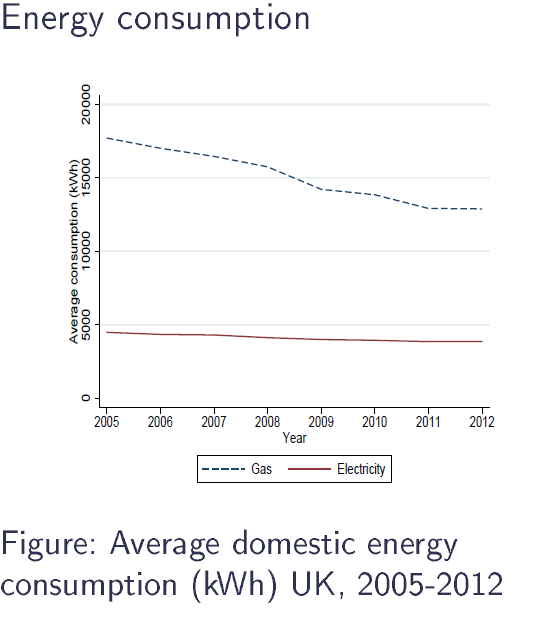 Energy consumption
Average consumption (kWh)
20000
15000
10000
5000
0
2005 2006 2007 2008 2009 2010 2011 2012
Year
Gas Electricity
Figure: Average domestic energy
consumption (kWh) UK, 2005-2012